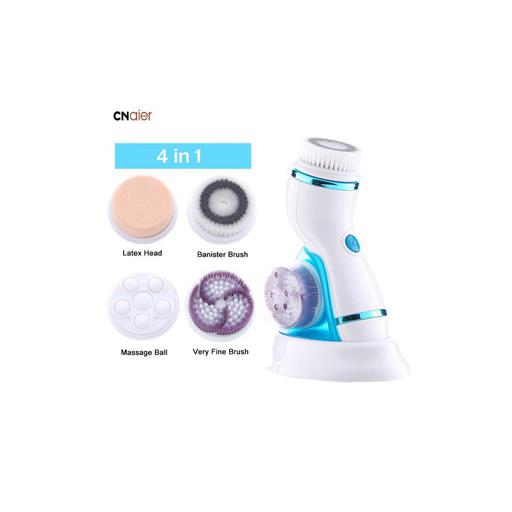 CNaier
4 in 1
Latex Head
Banister Brush
Massage Ball
Very Fine Brush